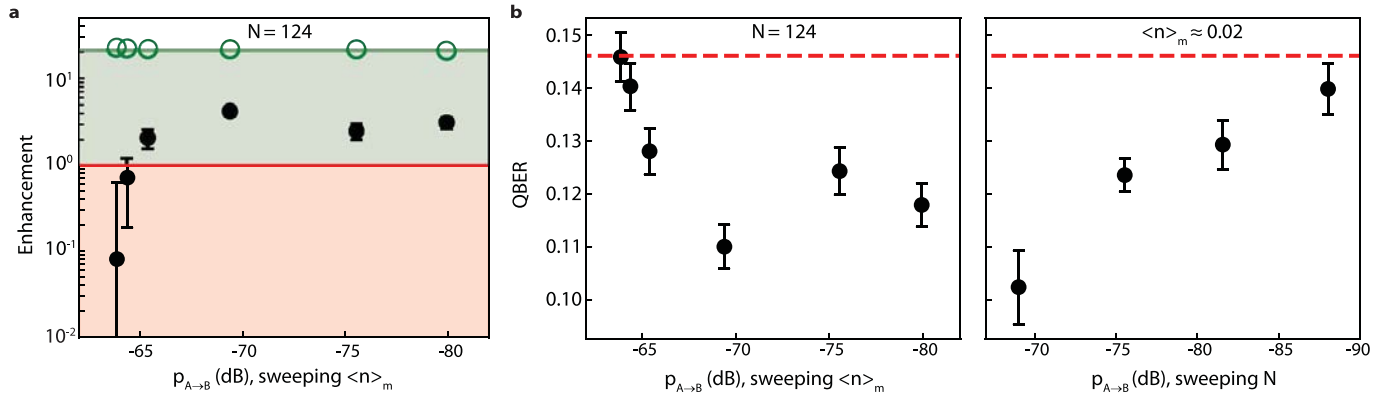 a
N = 124
Enhancement
10¹
10⁰
10⁻¹
10⁻²
-65 -70 -75 -80
p_A→B (dB), sweeping <n>_m
b
N = 124
QBER
0.15
0.14
0.13
0.12
0.11
0.10
-65 -70 -75 -80
p_A→B (dB), sweeping <n>_m
<n>_m ≈ 0.02
-70 -75 -80 -85 -90
p_A→B (dB), sweeping N